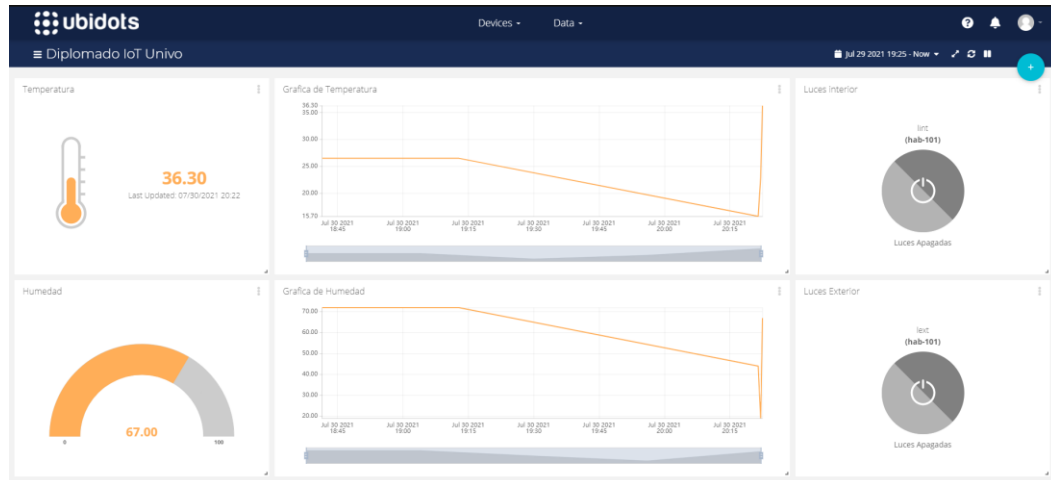 ubidots
Devices
Data
Diplomado IoT Univo
Jul 29 2021 19:25 - Now
Temperatura
36.30
Last Updated: 07/30/2021 20:22
Grafica de Temperatura
36.30
35.00
30.00
25.00
20.00
15.70
Jul 30 2021 18:45
Jul 30 2021 19:00
Jul 30 2021 19:15
Jul 30 2021 19:30
Jul 30 2021 19:45
Jul 30 2021 20:00
Jul 30 2021 20:15
Luces Interior
lint
(hab-101)
Luces Apagadas
Humedad
67.00
0
100
Grafica de Humedad
70.00
60.00
50.00
40.00
30.00
20.00
Jul 30 2021 18:45
Jul 30 2021 19:00
Jul 30 2021 19:15
Jul 30 2021 19:30
Jul 30 2021 19:45
Jul 30 2021 20:00
Jul 30 2021 20:15
Luces Exterior
lext
(hab-101)
Luces Apagadas